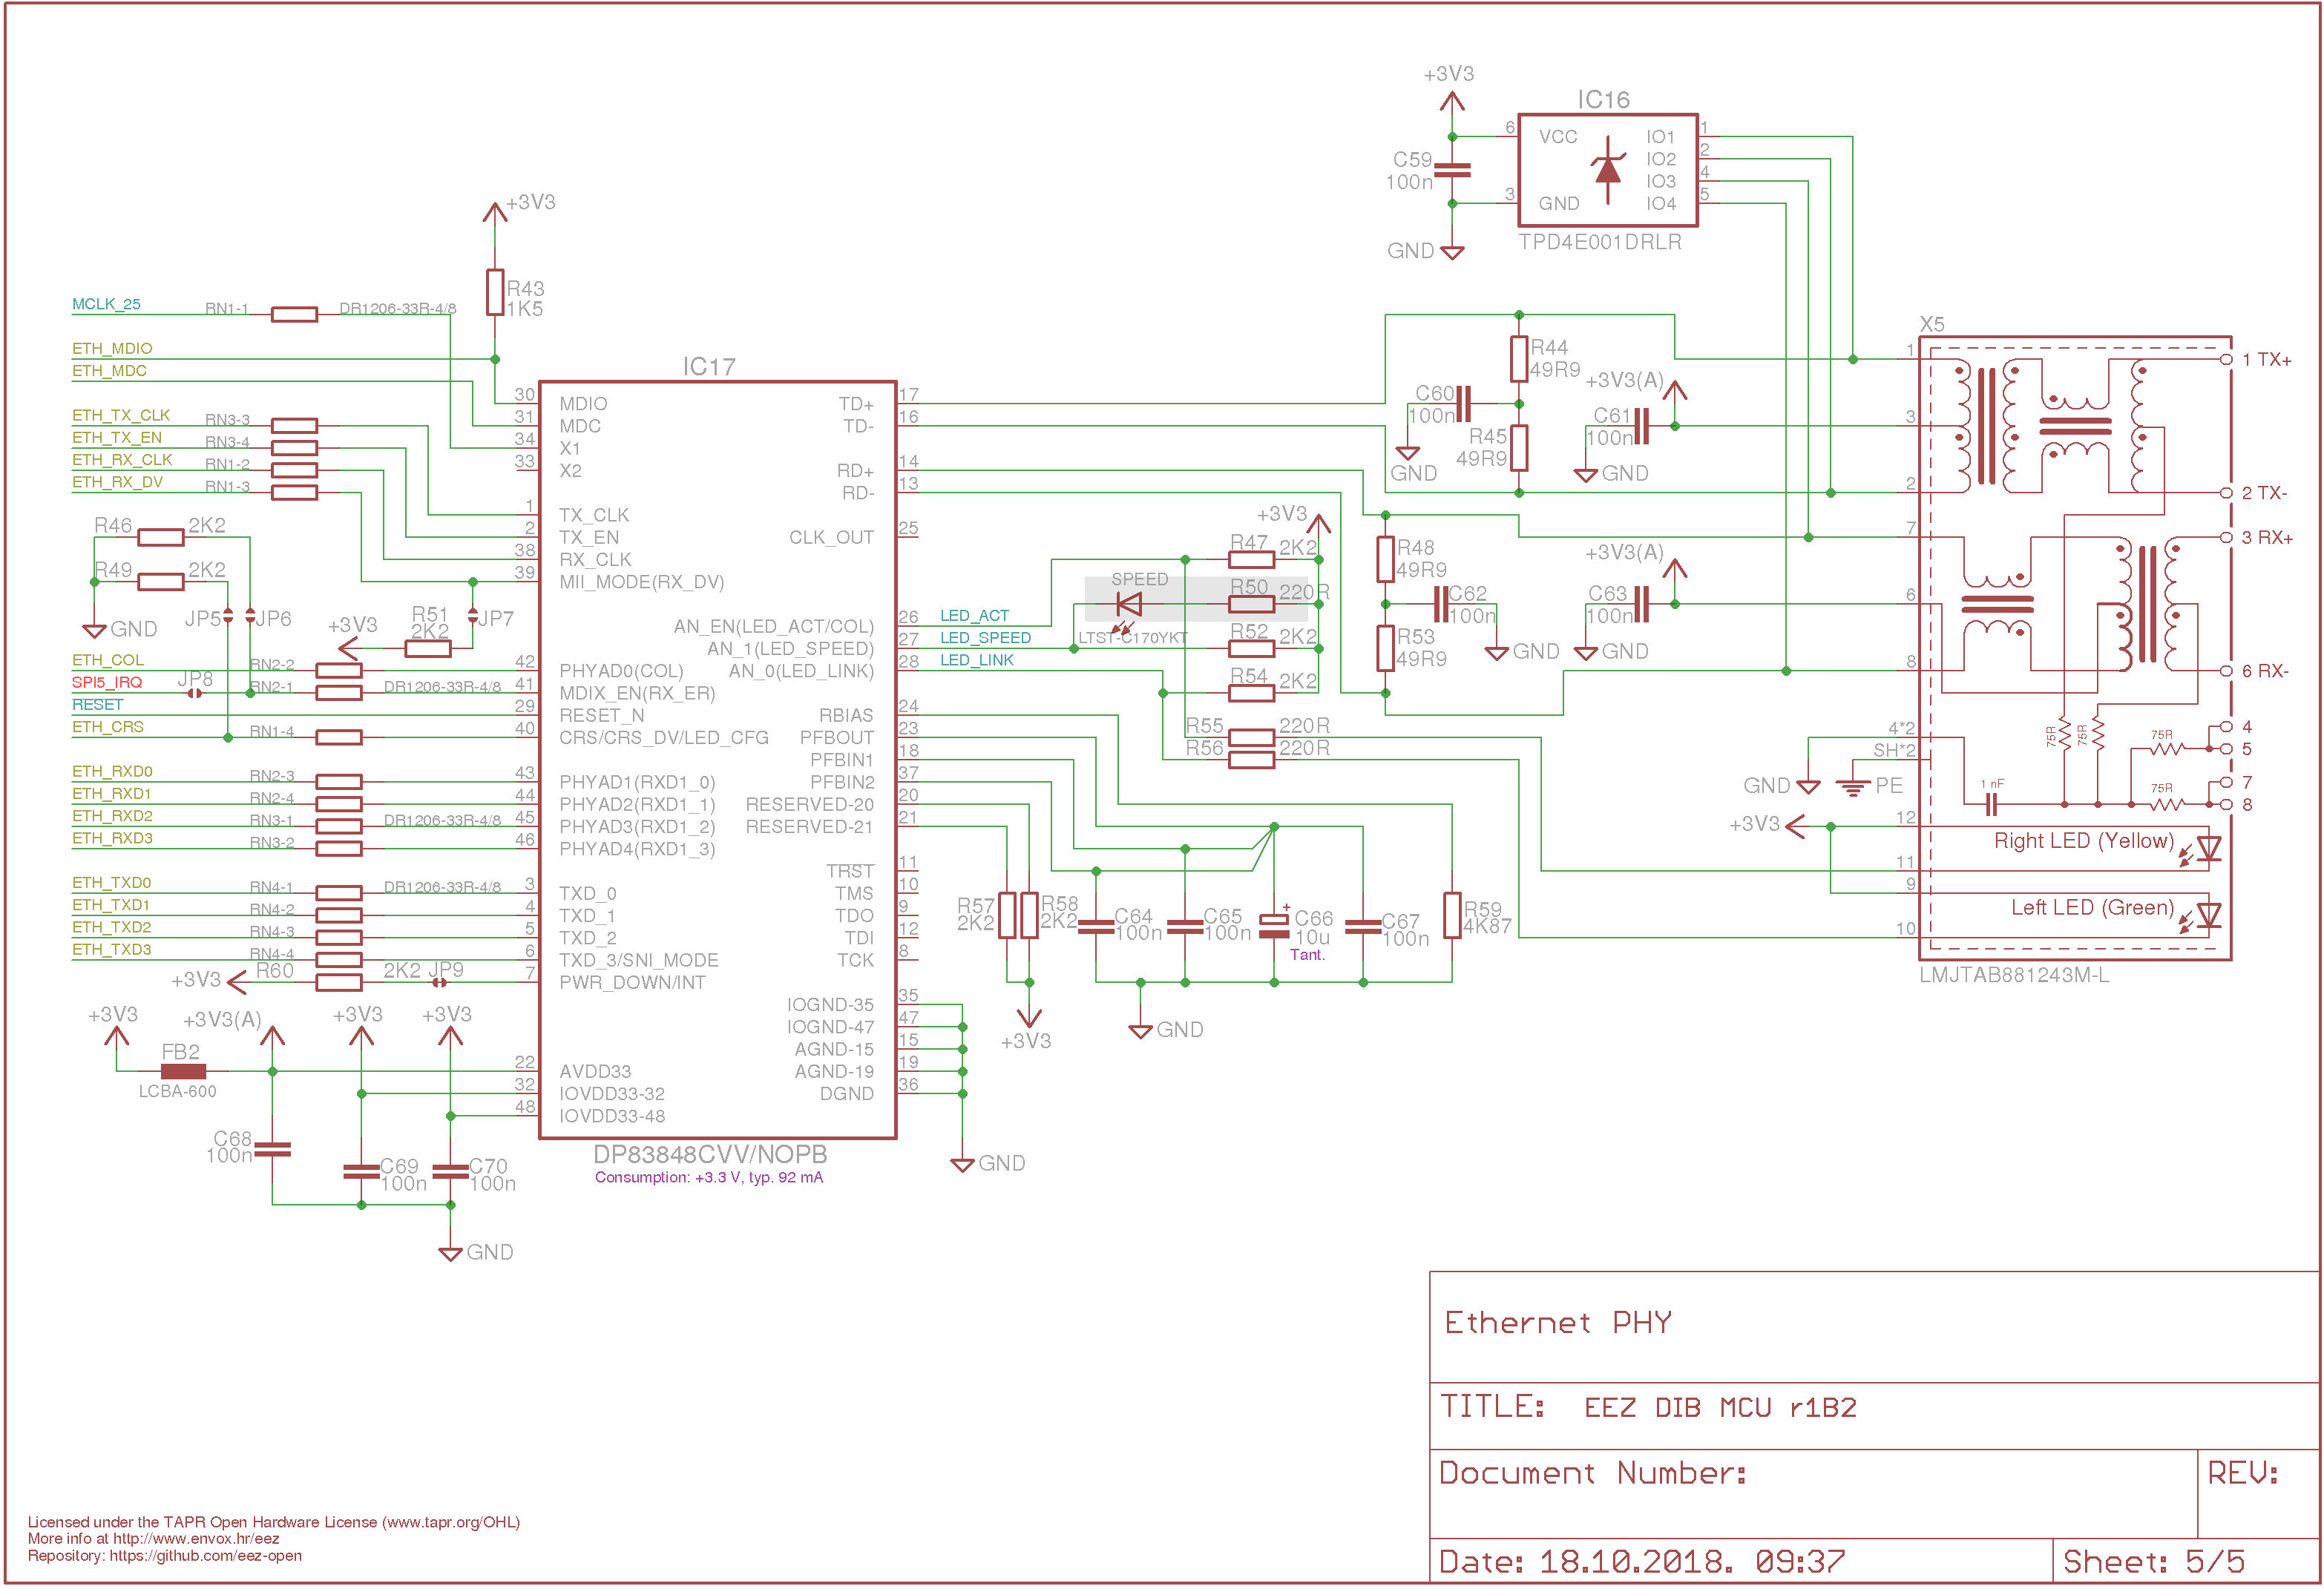 +3V3
IC16
6 VCC IO1 1
IO2 2
IO3 4
3 GND IO4 5
C59
100n
GND
TPD4E001DRLR
+3V3
R43
1K5
MCLK_25 RN1-1 DR1206-33R-4/8
ETH_MDIO
ETH_MDC
ETH_TX_CLK RN3-3
ETH_TX_EN RN3-4
ETH_RX_CLK RN1-2
ETH_RX_DV RN1-3
R46 2K2
R49 2K2
GND
JP5 JP6
+3V3
R51
2K2
JP7
ETH_COL RN2-2
SPI5_IRQ JP8 RN2-1 DR1206-33R-4/8
RESET
ETH_CRS RN1-4
ETH_RXD0 RN2-3
ETH_RXD1 RN2-4
ETH_RXD2 RN3-1 DR1206-33R-4/8
ETH_RXD3 RN3-2
ETH_TXD0 RN4-1 DR1206-33R-4/8
ETH_TXD1 RN4-2
ETH_TXD2 RN4-3
ETH_TXD3 RN4-4
+3V3 R60 2K2 JP9
+3V3 +3V3(A) +3V3 +3V3
FB2
LCBA-600
C68
100n
C69
100n
C70
100n
GND
IC17
30 MDIO TD+ 17
31 MDC TD- 16
34 X1
33 X2 RD+ 14
RD- 13
1 TX_CLK
2 TX_EN CLK_OUT 25
38 RX_CLK
39 MII_MODE(RX_DV)
AN_EN(LED_ACT/COL) 26
AN_1(LED_SPEED) 27
42 PHYAD0(COL) AN_0(LED_LINK) 28
41 MDIX_EN(RX_ER)
29 RESET_N RBIAS 24
40 CRS/CRS_DV/LED_CFG PFBOUT 23
PFBIN1 18
43 PHYAD1(RXD1_0) PFBIN2 37
44 PHYAD2(RXD1_1) RESERVED-20 20
45 PHYAD3(RXD1_2) RESERVED-21 21
46 PHYAD4(RXD1_3)
TRST 11
3 TXD_0 TMS 10
4 TXD_1 TDO 9
5 TXD_2 TDI 12
6 TXD_3/SNI_MODE TCK 8
7 PWR_DOWN/INT
IOGND-35 35
IOGND-47 47
AGND-15 15
22 AVDD33 AGND-19 19
32 IOVDD33-32 DGND 36
48 IOVDD33-48
DP83848CVV/NOPB
Consumption: +3.3 V, typ. 92 mA
GND
LED_ACT
LED_SPEED
LED_LINK
SPEED
LTST-C170YKT
+3V3
R47 2K2
R50 220R
R52 2K2
R54 2K2
R55 220R
R56 220R
R44
49R9
C60
100n
R45
49R9
GND
+3V3(A)
C61
100n
GND
R48
49R9
C62
100n
R53
49R9
GND
+3V3(A)
C63
100n
GND
R57
2K2
R58
2K2
+3V3
C64
100n
C65
100n
+
C66
10u
Tant.
C67
100n
R59
4K87
GND
X5
1
3
2
7
6
8
4*2
SH*2
12
11
9
10
GND
PE
+3V3
1 TX+
2 TX-
3 RX+
6 RX-
4
5
7
8
75R
75R
75R
75R
1 nF
Right LED (Yellow)
Left LED (Green)
LMJTAB881243M-L
Ethernet PHY
TITLE: EEZ DIB MCU r1B2
Document Number:
REV:
Date: 18.10.2018. 09:37
Sheet: 5/5
Licensed under the TAPR Open Hardware License (www.tapr.org/OHL)
More info at http://www.envox.hr/eez
Repository: https://github.com/eez-open